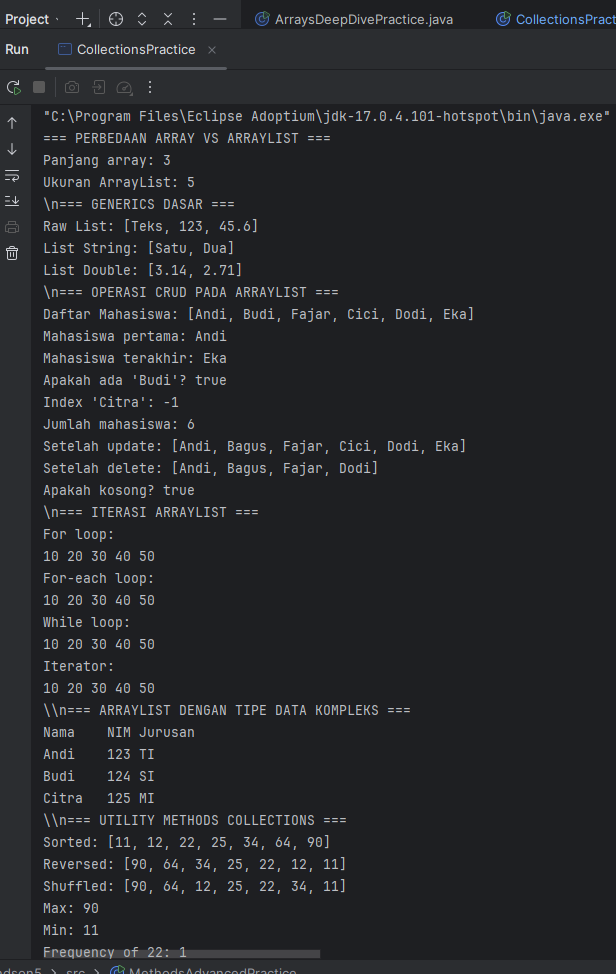 Project
ArraysDeepDivePractice.java
CollectionsPract
Run
CollectionsPractice
"C:\Program Files\Eclipse Adoptium\jdk-17.0.4.101-hotspot\bin\java.exe"
=== PERBEDAAN ARRAY VS ARRAYLIST ===
Panjang array: 3
Ukuran ArrayList: 5
\n=== GENERICS DASAR ===
Raw List: [Teks, 123, 45.6]
List String: [Satu, Dua]
List Double: [3.14, 2.71]
\n=== OPERASI CRUD PADA ARRAYLIST ===
Daftar Mahasiswa: [Andi, Budi, Fajar, Cici, Dodi, Eka]
Mahasiswa pertama: Andi
Mahasiswa terakhir: Eka
Apakah ada 'Budi'? true
Index 'Citra': -1
Jumlah mahasiswa: 6
Setelah update: [Andi, Bagus, Fajar, Cici, Dodi, Eka]
Setelah delete: [Andi, Bagus, Fajar, Dodi]
Apakah kosong? true
\n=== ITERASI ARRAYLIST ===
For loop:
10 20 30 40 50
For-each loop:
10 20 30 40 50
While loop:
10 20 30 40 50
Iterator:
10 20 30 40 50
\\n=== ARRAYLIST DENGAN TIPE DATA KOMPLEKS ===
Nama    NIM Jurusan
Andi    123 TI
Budi    124 SI
Citra   125 MI
\\n=== UTILITY METHODS COLLECTIONS ===
Sorted: [11, 12, 22, 25, 34, 64, 90]
Reversed: [90, 64, 34, 25, 22, 12, 11]
Shuffled: [90, 64, 12, 25, 22, 34, 11]
Max: 90
Min: 11
Frequency of 22: 1
ndson5 > src > MethodsAdvancedPractice